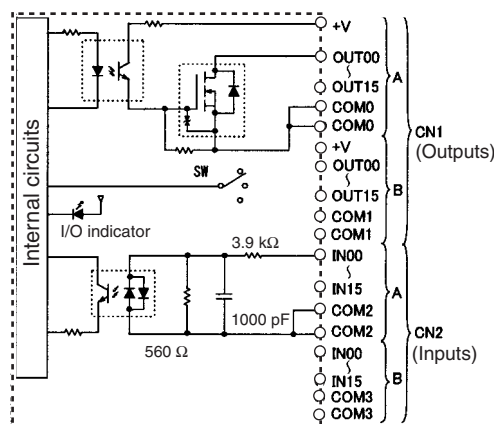 Internal circuits
+V
OUT00
~
OUT15
COM0
COM0
A
+V
OUT00
~
OUT15
COM1
COM1
B
CN1
(Outputs)
SW
I/O indicator
3.9 kΩ
1000 pF
560 Ω
IN00
~
IN15
COM2
COM2
A
IN00
~
IN15
COM3
COM3
B
CN2
(Inputs)